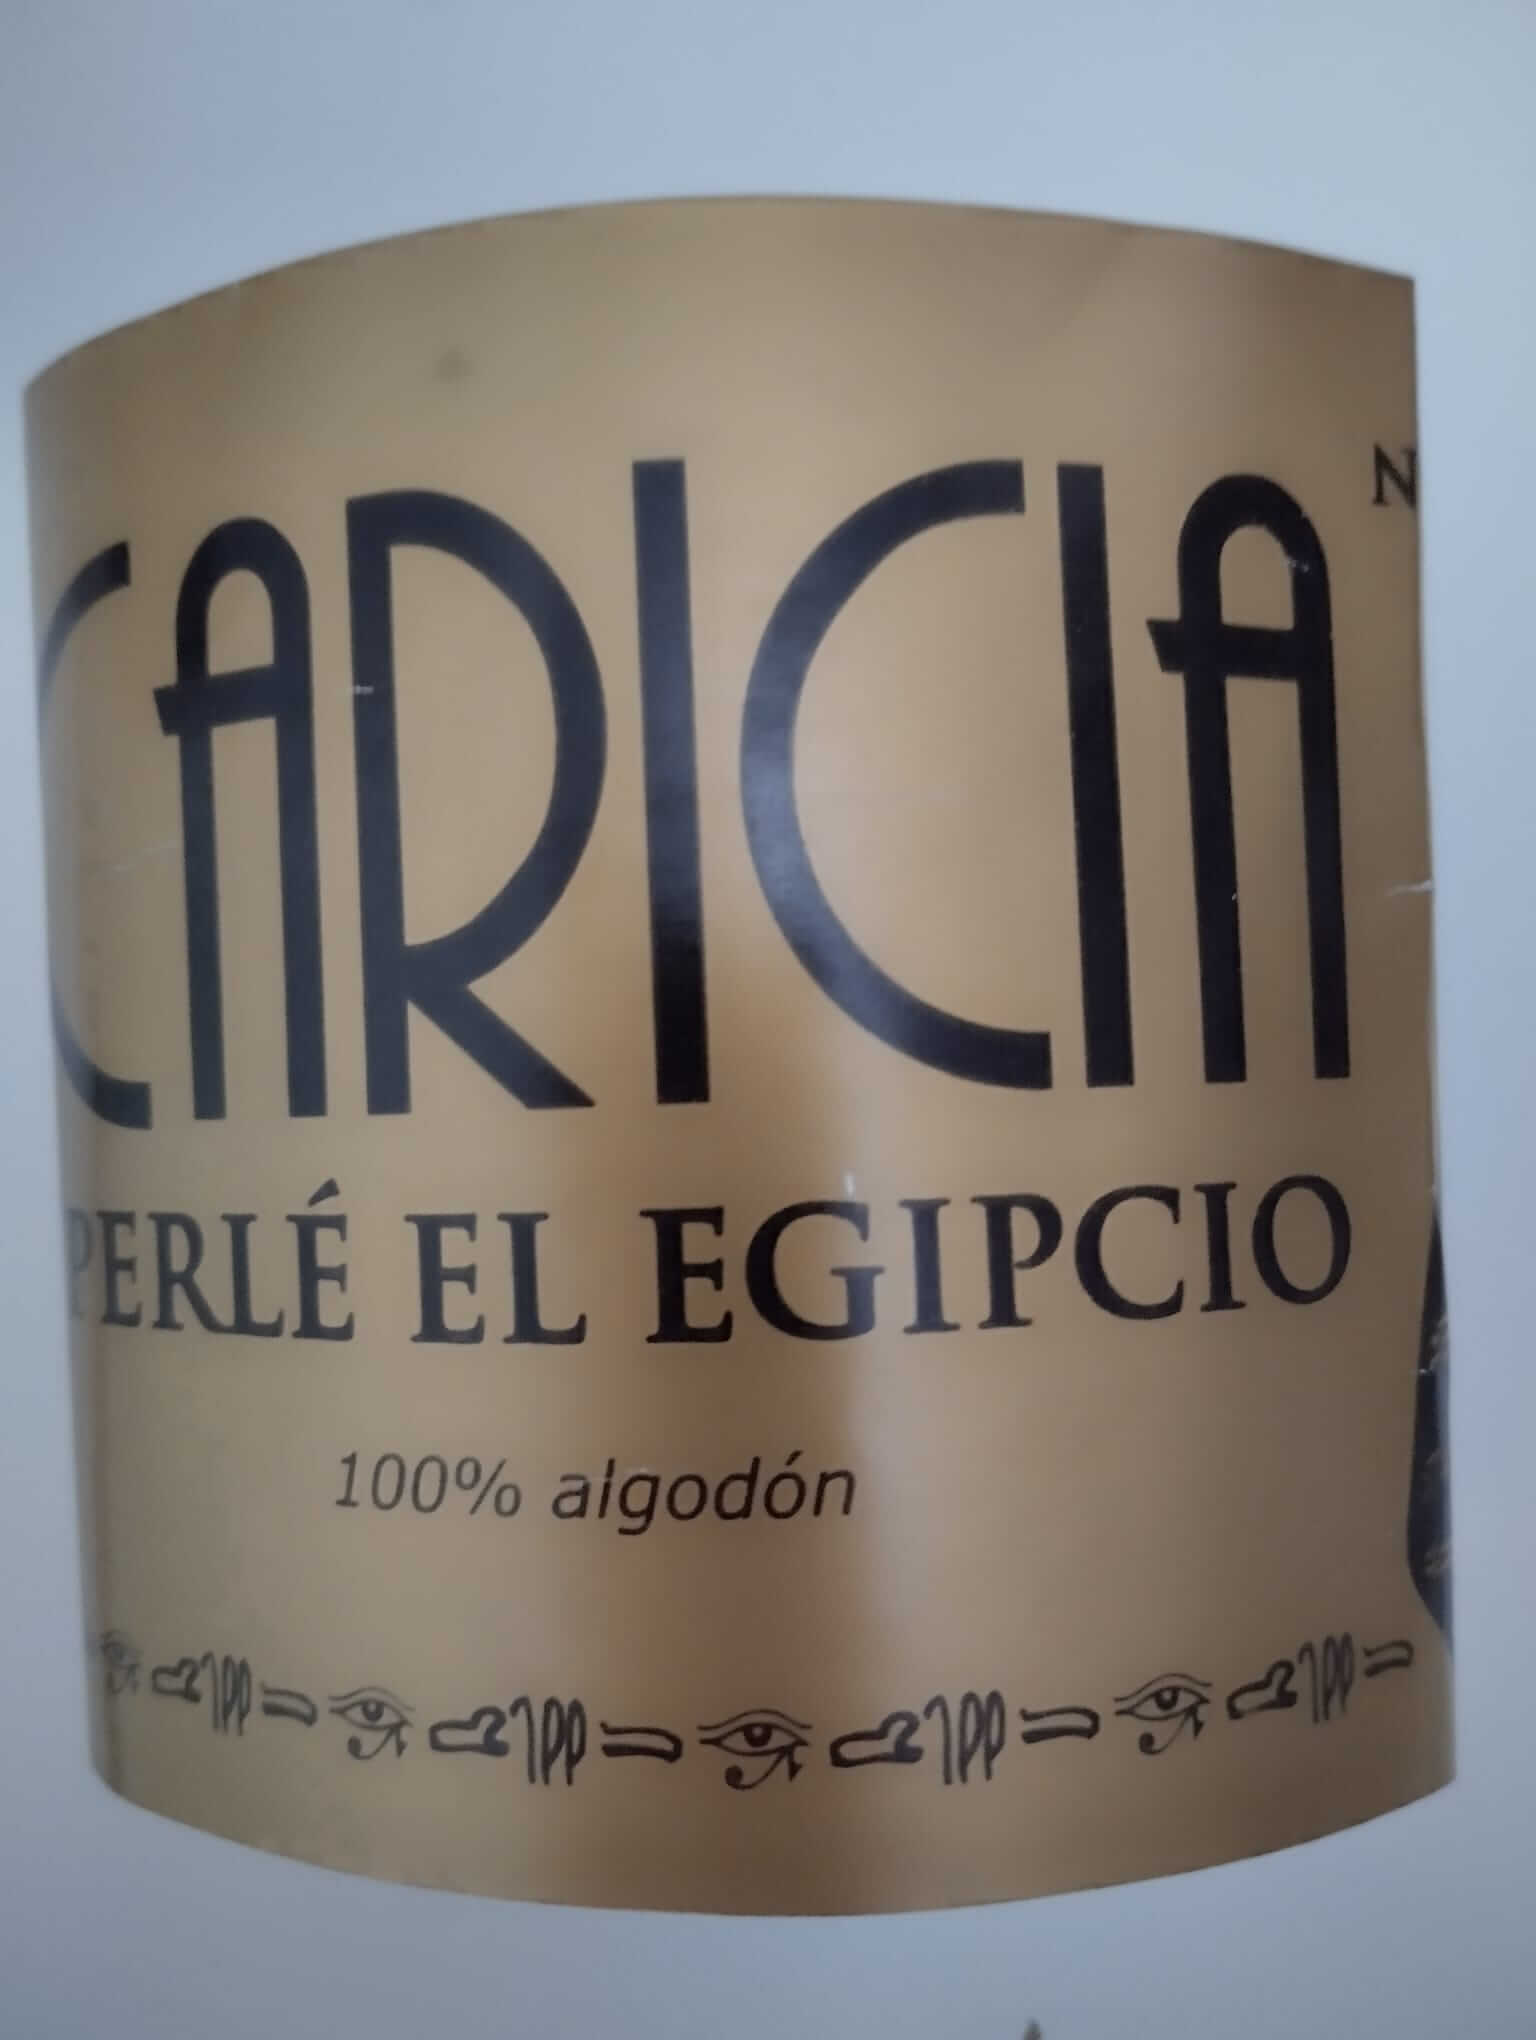 CARICIA
PERLÉ EL EGIPCIO
100% algodón